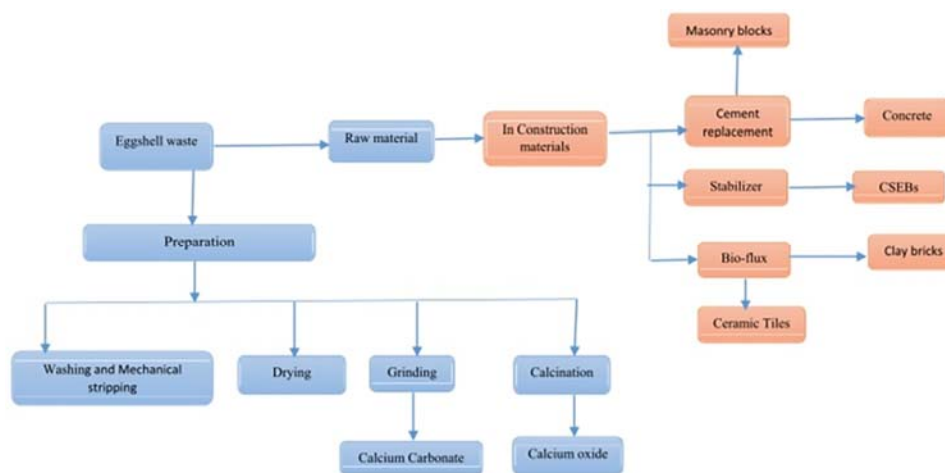 Masonry blocks
Cement
replacement
Concrete
Eggshell waste
Raw material
In Construction
materials
Stabilizer
CSEBs
Preparation
Bio-flux
Clay bricks
Ceramic Tiles
Washing and Mechanical
stripping
Drying
Grinding
Calcination
Calcium Carbonate
Calcium oxide